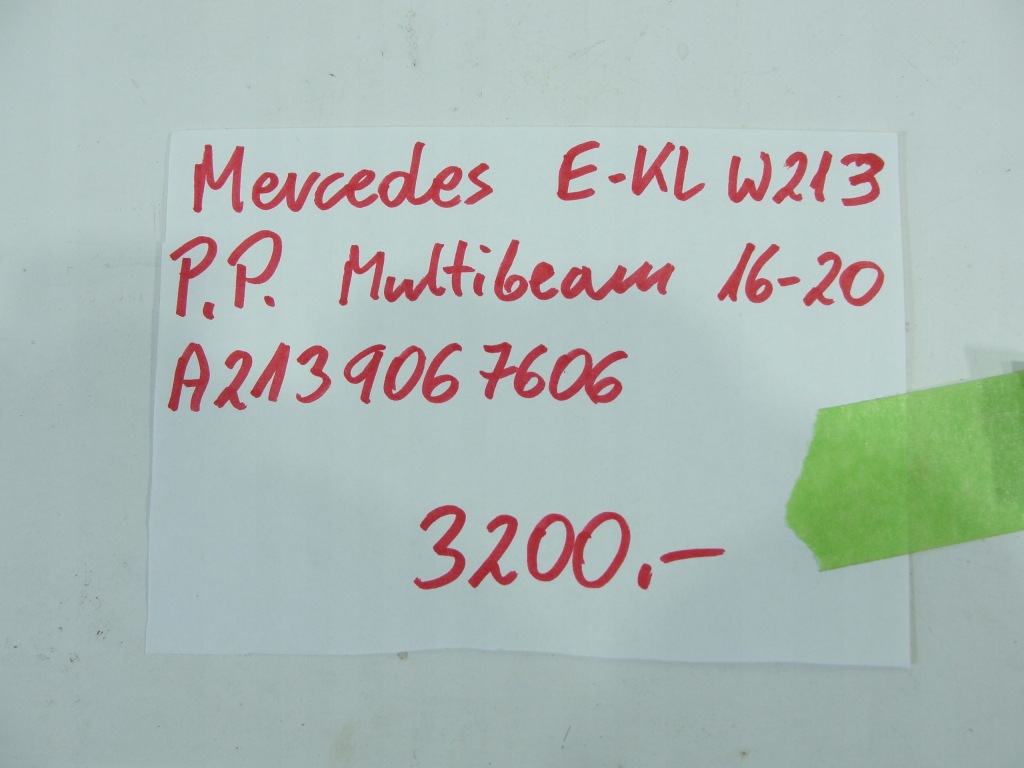 Mercedes E-KL W213
P.P. Multibeam 16-20
A2139067606
3200.-